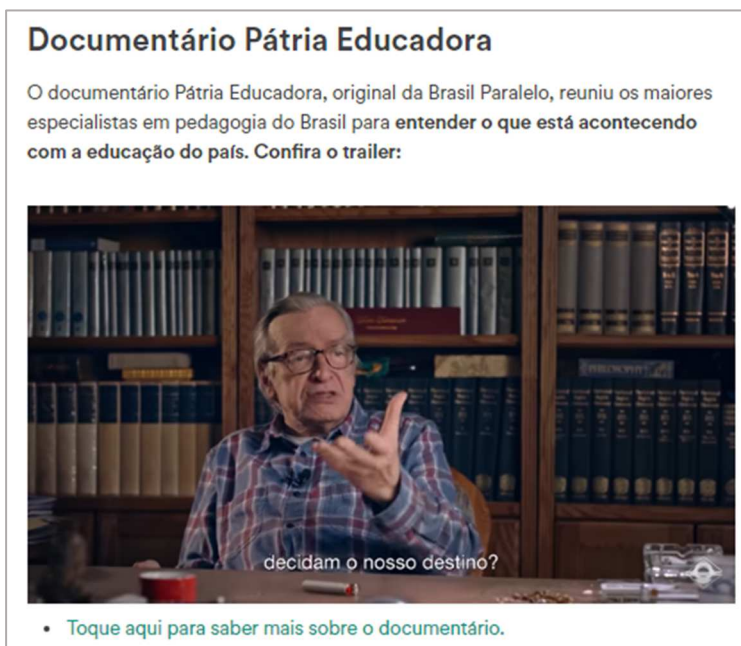 Documentário Pátria Educadora
O documentário Pátria Educadora, original da Brasil Paralelo, reuniu os maiores
especialistas em pedagogia do Brasil para entender o que está acontecendo
com a educação do país. Confira o trailer:
decidam o nosso destino?
• Toque aqui para saber mais sobre o documentário.